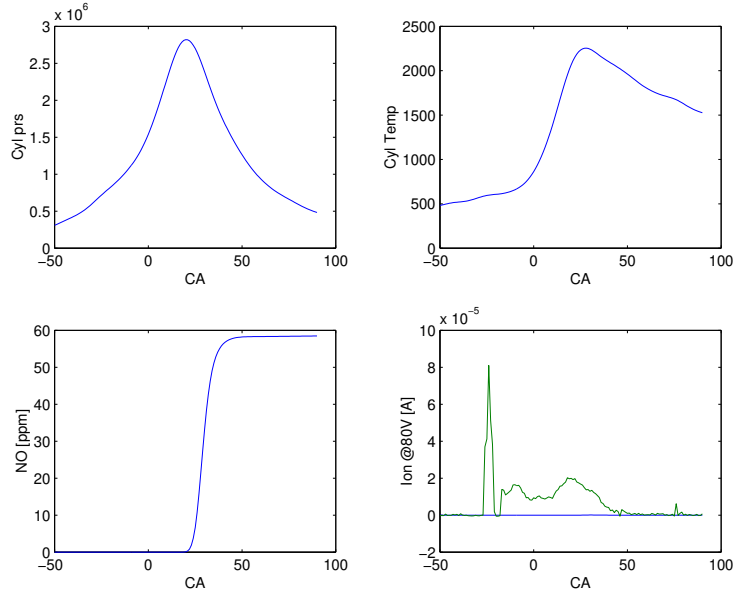 x 10^6
3
2.5
2
1.5
1
0.5
0
−50 0 50 100
CA
Cyl prs
2500
2000
1500
1000
500
0
−50 0 50 100
CA
Cyl Temp
60
50
40
30
20
10
0
−50 0 50 100
CA
NO [ppm]
x 10^−5
10
8
6
4
2
0
−2
−50 0 50 100
CA
Ion @80V [A]